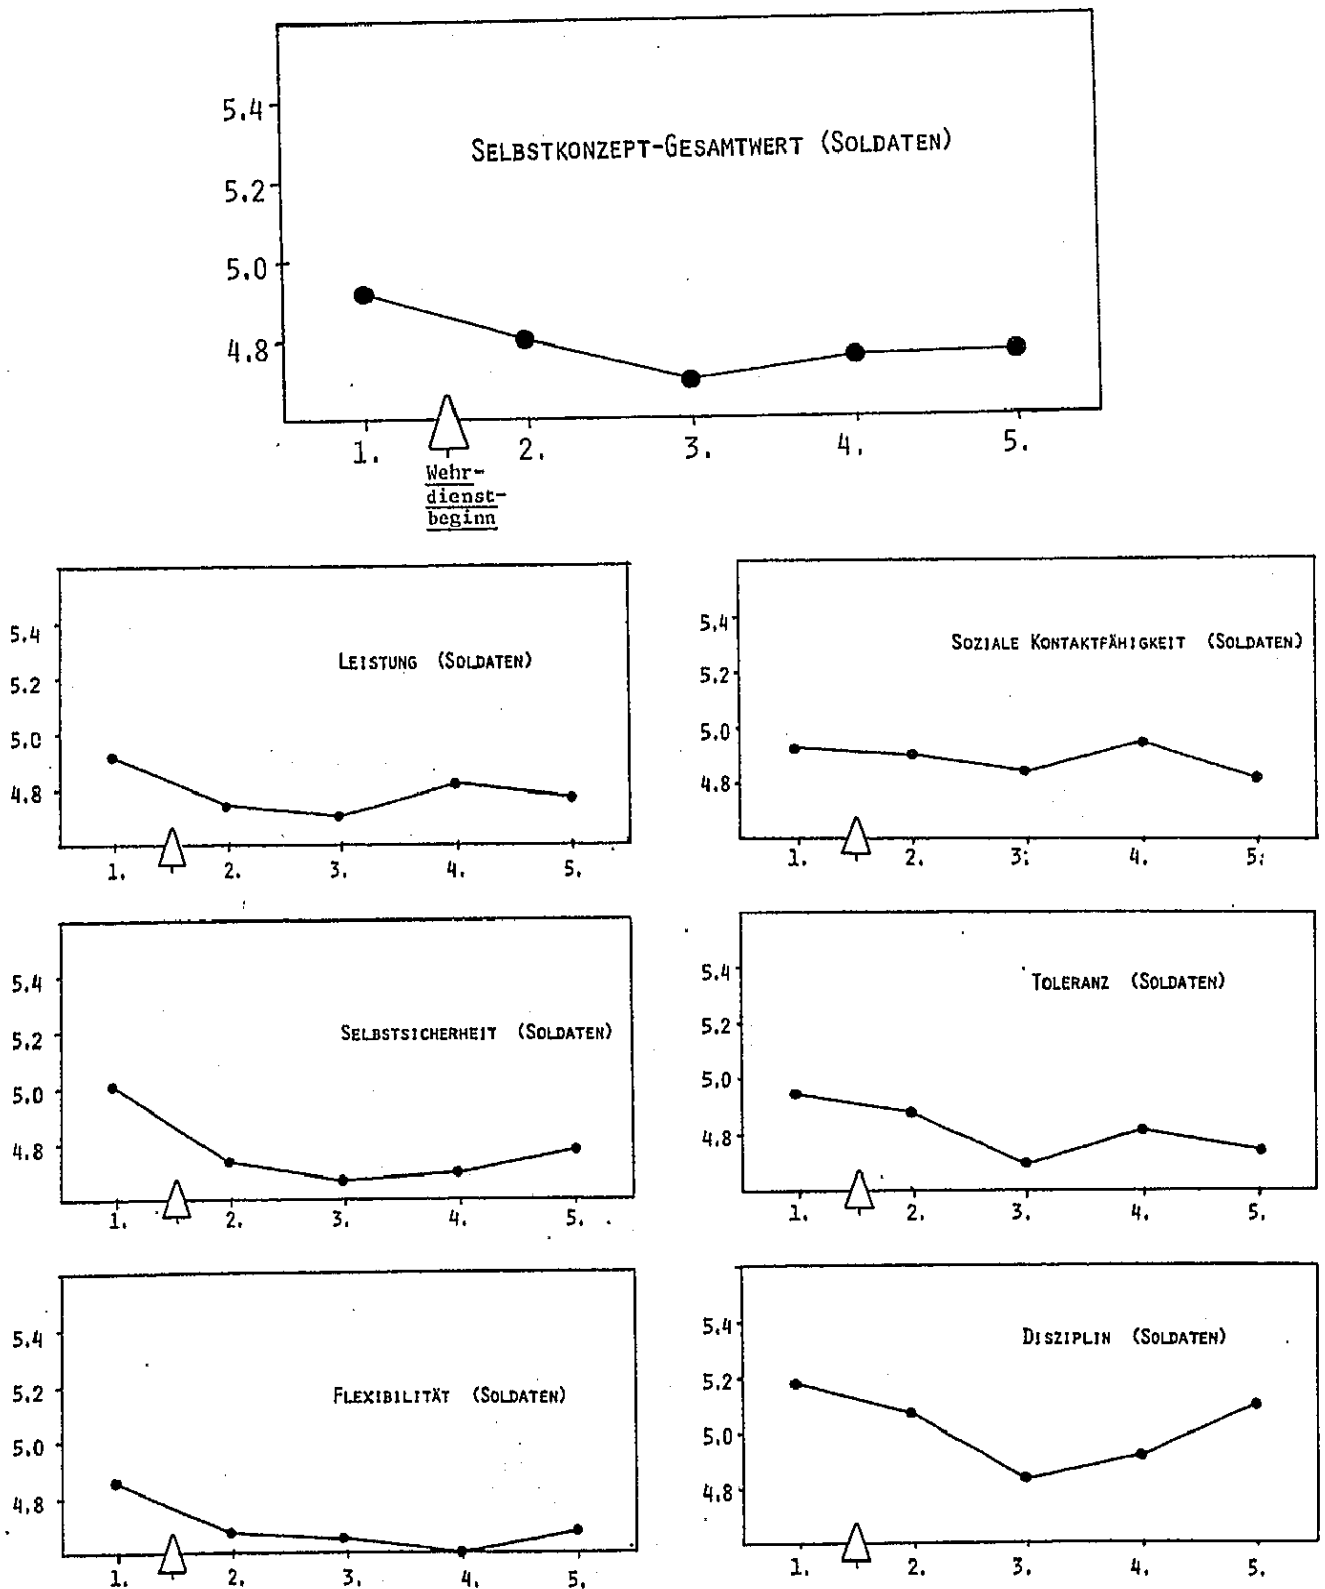 SELBSTKONZEPT-GESAMTWERT (SOLDATEN)
5.4
5.2
5.0
4.8
1. 2. 3. 4. 5.
Wehr-
dienst-
beginn
LEISTUNG (SOLDATEN)
5.4
5.2
5.0
4.8
1. 2. 3. 4. 5.
SOZIALE KONTAKTFÄHIGKEIT (SOLDATEN)
5.4
5.2
5.0
4.8
1. 2. 3. 4. 5.
SELBSTSICHERHEIT (SOLDATEN)
5.4
5.2
5.0
4.8
1. 2. 3. 4. 5.
TOLERANZ (SOLDATEN)
5.4
5.2
5.0
4.8
1. 2. 3. 4. 5.
FLEXIBILITÄT (SOLDATEN)
5.4
5.2
5.0
4.8
1. 2. 3. 4. 5.
DISZIPLIN (SOLDATEN)
5.4
5.2
5.0
4.8
1. 2. 3. 4. 5.